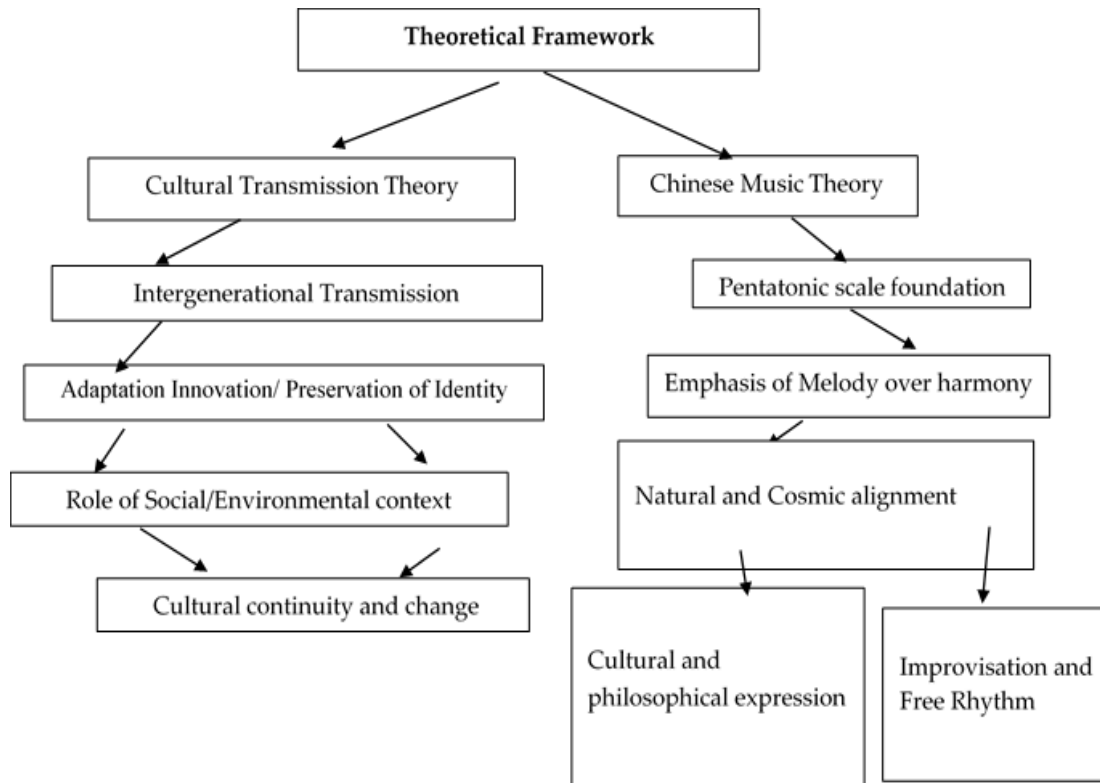 Theoretical Framework
Cultural Transmission Theory
Chinese Music Theory
Intergenerational Transmission
Pentatonic scale foundation
Adaptation Innovation/ Preservation of Identity
Emphasis of Melody over harmony
Role of Social/Environmental context
Natural and Cosmic alignment
Cultural continuity and change
Cultural and
philosophical expression
Improvisation and
Free Rhythm